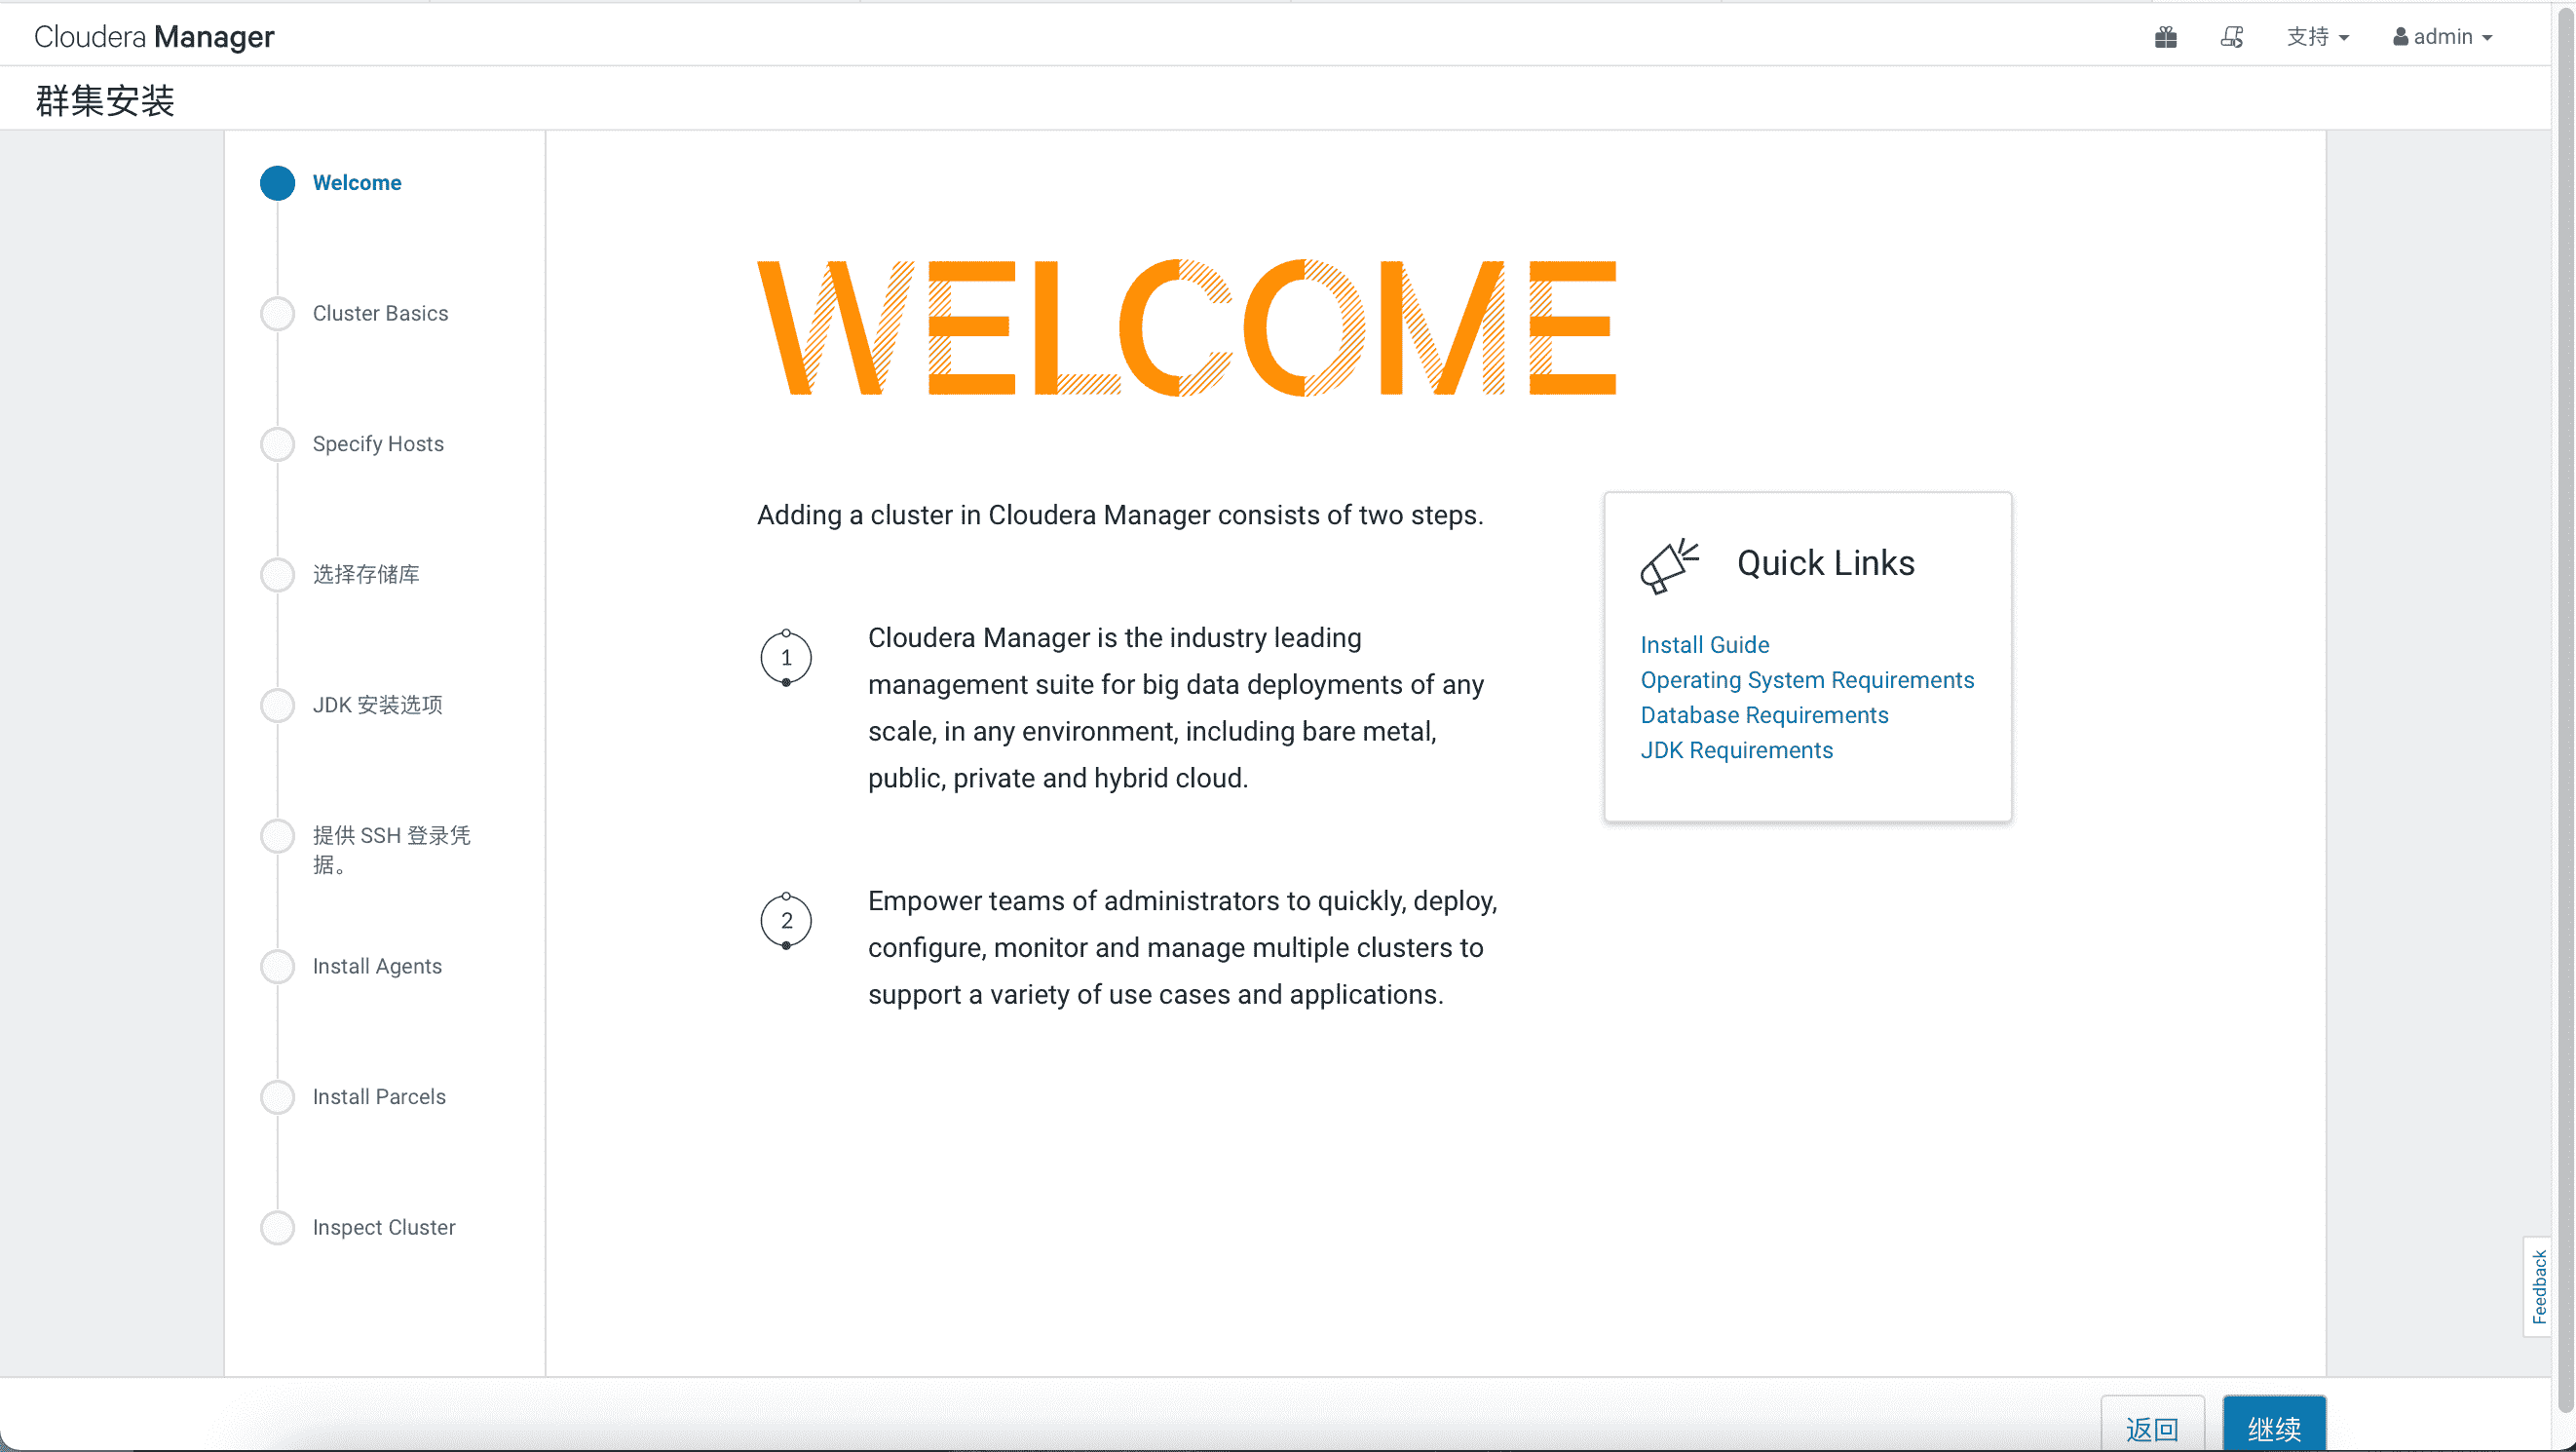 Cloudera Manager
支持
admin
群集安装
Welcome
Cluster Basics
Specify Hosts
选择存储库
JDK 安装选项
提供 SSH 登录凭
据。
Install Agents
Install Parcels
Inspect Cluster
WELCOME
Adding a cluster in Cloudera Manager consists of two steps.
1
Cloudera Manager is the industry leading
management suite for big data deployments of any
scale, in any environment, including bare metal,
public, private and hybrid cloud.
2
Empower teams of administrators to quickly, deploy,
configure, monitor and manage multiple clusters to
support a variety of use cases and applications.
Quick Links
Install Guide
Operating System Requirements
Database Requirements
JDK Requirements
Feedback
返回
继续